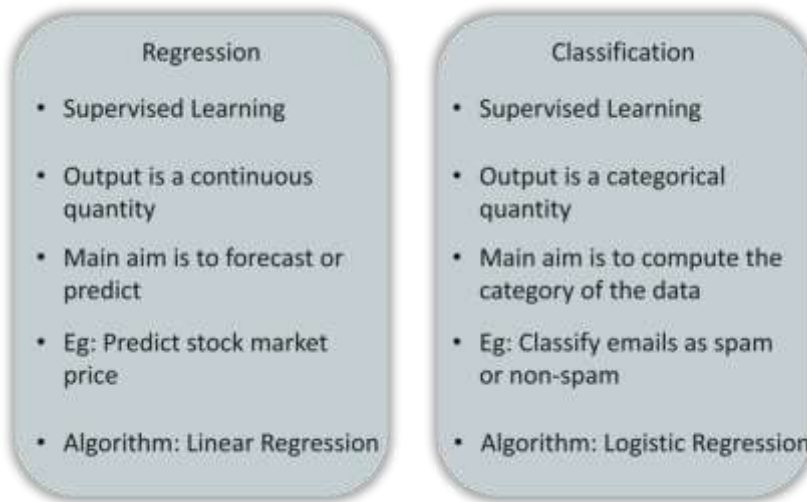 Regression
• Supervised Learning
• Output is a continuous
quantity
• Main aim is to forecast or
predict
• Eg: Predict stock market
price
• Algorithm: Linear Regression
Classification
• Supervised Learning
• Output is a categorical
quantity
• Main aim is to compute the
category of the data
• Eg: Classify emails as spam
or non-spam
• Algorithm: Logistic Regression